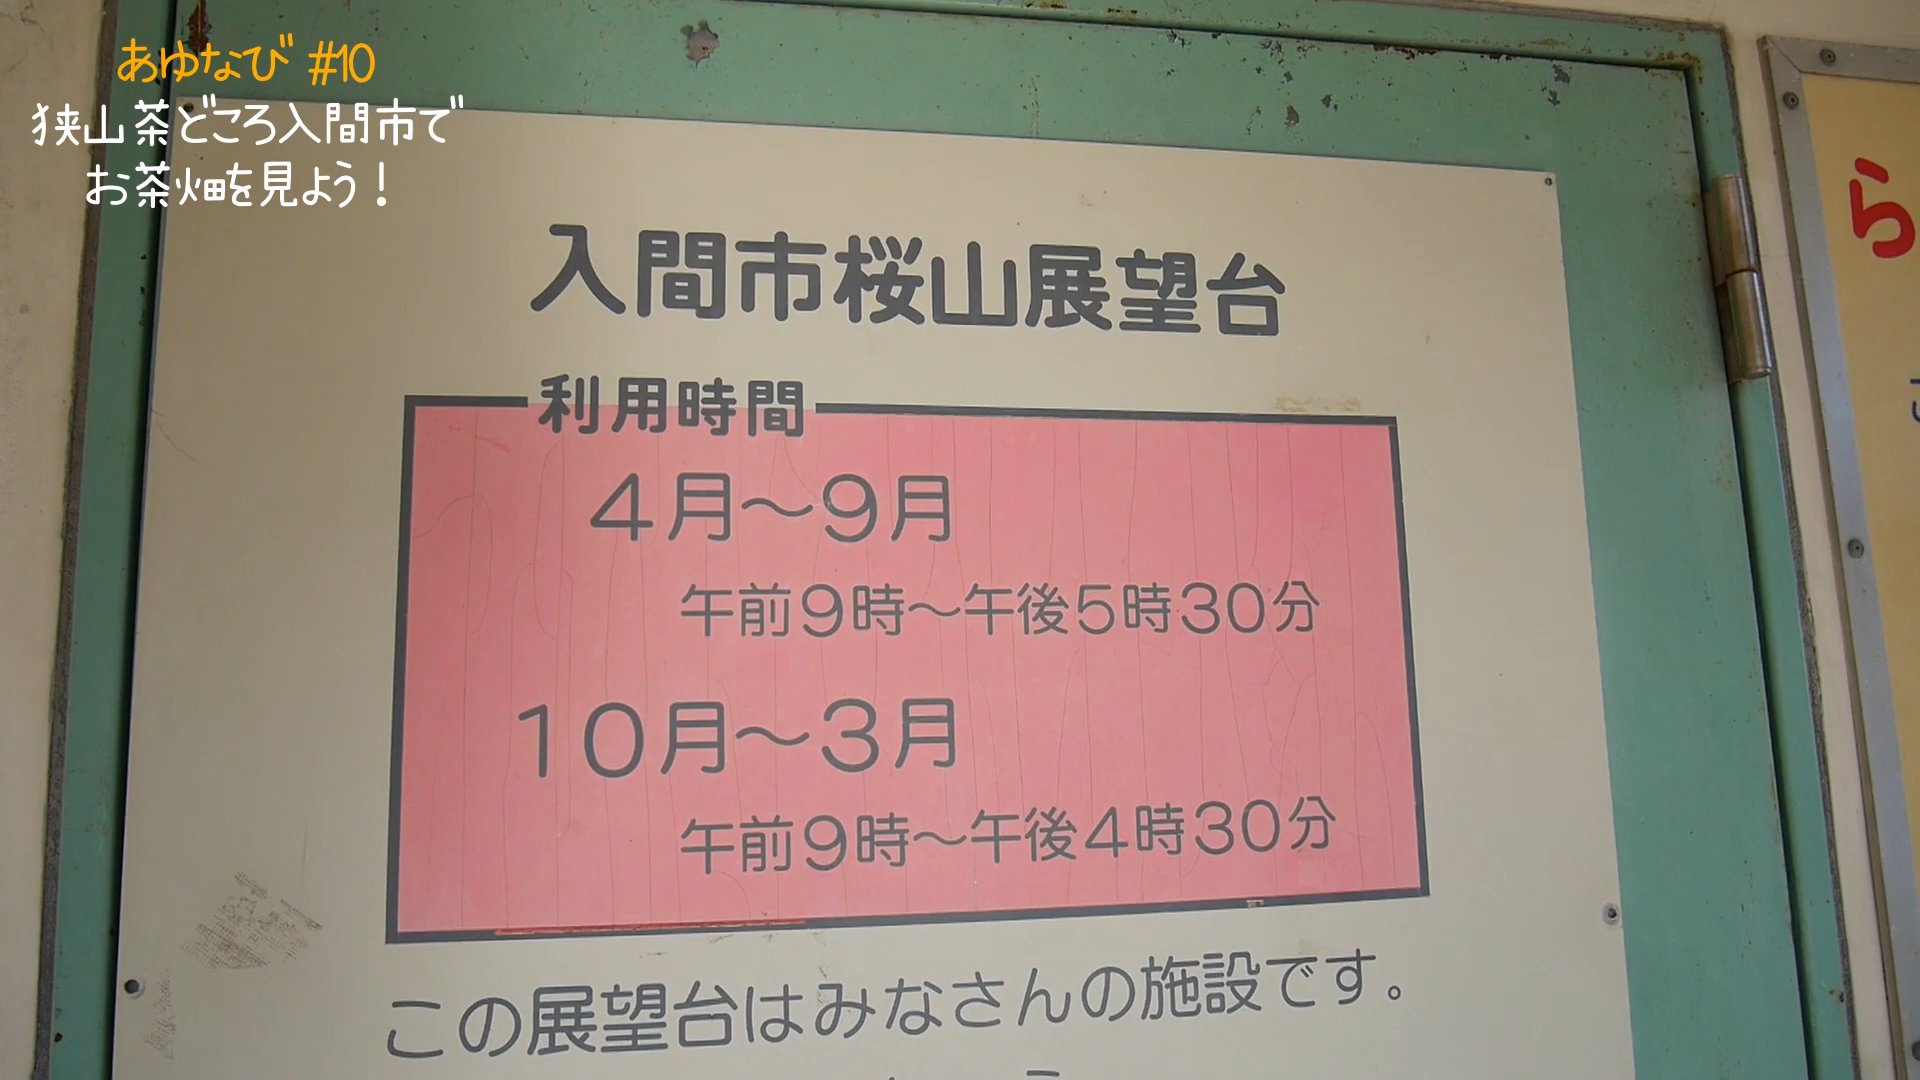 あゆなび #10
狭山茶どころ入間市で
お茶畑を見よう！
入間市桜山展望台
利用時間
4月～9月
午前9時～午後5時30分
10月～3月
午前9時～午後4時30分
この展望台はみなさんの施設です。
ら